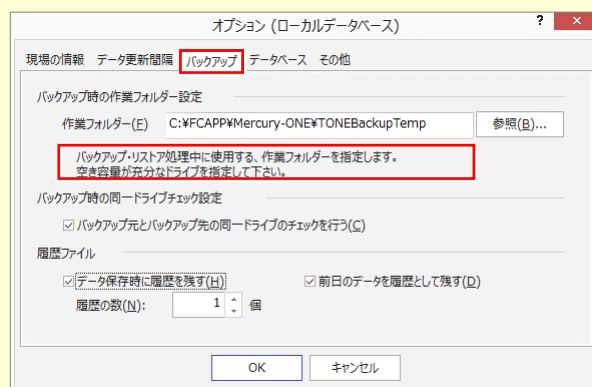 オプション (ローカルデータベース)
? ×
現場の情報 データ更新間隔 バックアップ データベース その他
バックアップ時の作業フォルダー設定
作業フォルダー(F) C:¥FCAPP¥Mercury-ONE¥TONEBackupTemp 参照(B)...
バックアップ・リストア処理中に使用する、作業フォルダーを指定します。
空き容量が充分なドライブを指定して下さい。
バックアップ時の同一ドライブチェック設定
バックアップ元とバックアップ先の同一ドライブのチェックを行う(C)
履歴ファイル
データ保存時に履歴を残す(H) 前日のデータを履歴として残す(D)
履歴の数(N): 1 個
OK キャンセル